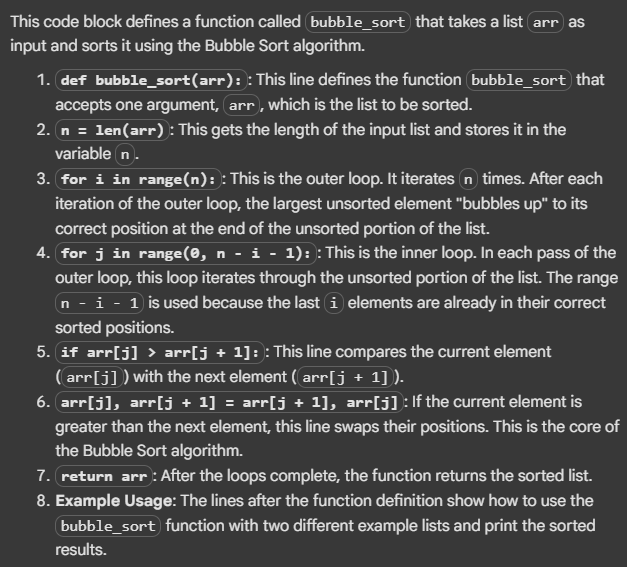 This code block defines a function called bubble_sort that takes a list arr as
input and sorts it using the Bubble Sort algorithm.
1. def bubble_sort(arr): : This line defines the function bubble_sort that
accepts one argument, arr , which is the list to be sorted.
2. n = len(arr) : This gets the length of the input list and stores it in the
variable n .
3. for i in range(n): : This is the outer loop. It iterates n times. After each
iteration of the outer loop, the largest unsorted element "bubbles up" to its
correct position at the end of the unsorted portion of the list.
4. for j in range(0, n - i - 1): : This is the inner loop. In each pass of the
outer loop, this loop iterates through the unsorted portion of the list. The range
n - i - 1 is used because the last i elements are already in their correct
sorted positions.
5. if arr[j] > arr[j + 1]: : This line compares the current element
( arr[j] ) with the next element ( arr[j + 1] ).
6. arr[j], arr[j + 1] = arr[j + 1], arr[j] : If the current element is
greater than the next element, this line swaps their positions. This is the core of
the Bubble Sort algorithm.
7. return arr : After the loops complete, the function returns the sorted list.
8. Example Usage: The lines after the function definition show how to use the
bubble_sort function with two different example lists and print the sorted
results.